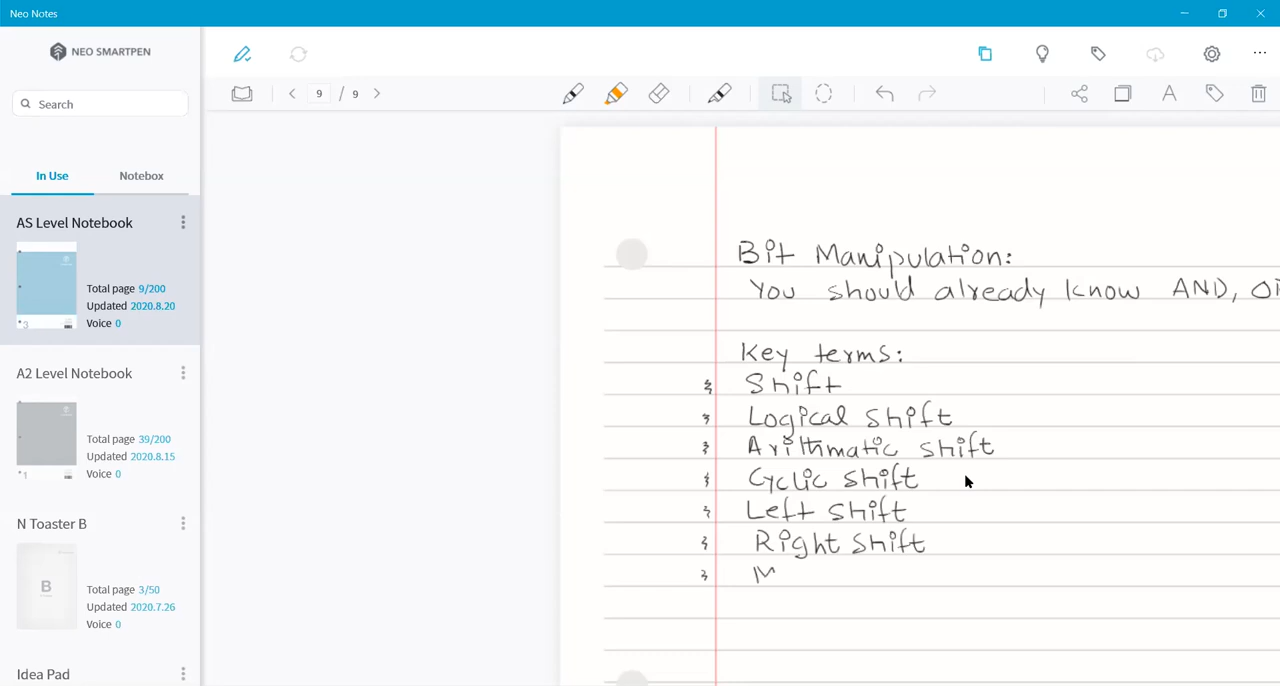 Neo Notes
NEO SMARTPEN
Search
9 / 9
In Use Notebox
AS Level Notebook
Total page 9/200
Updated 2020.8.20
Voice 0
A2 Level Notebook
Total page 39/200
Updated 2020.8.15
Voice 0
N Toaster B
B
Total page 3/50
Updated 2020.7.26
Voice 0
Idea Pad
Bit Manipulation:
You should already know AND,
Key terms:
Shift
Logical shift
Arithmatic shift
Cyclic shift
Left shift
Right shift
M